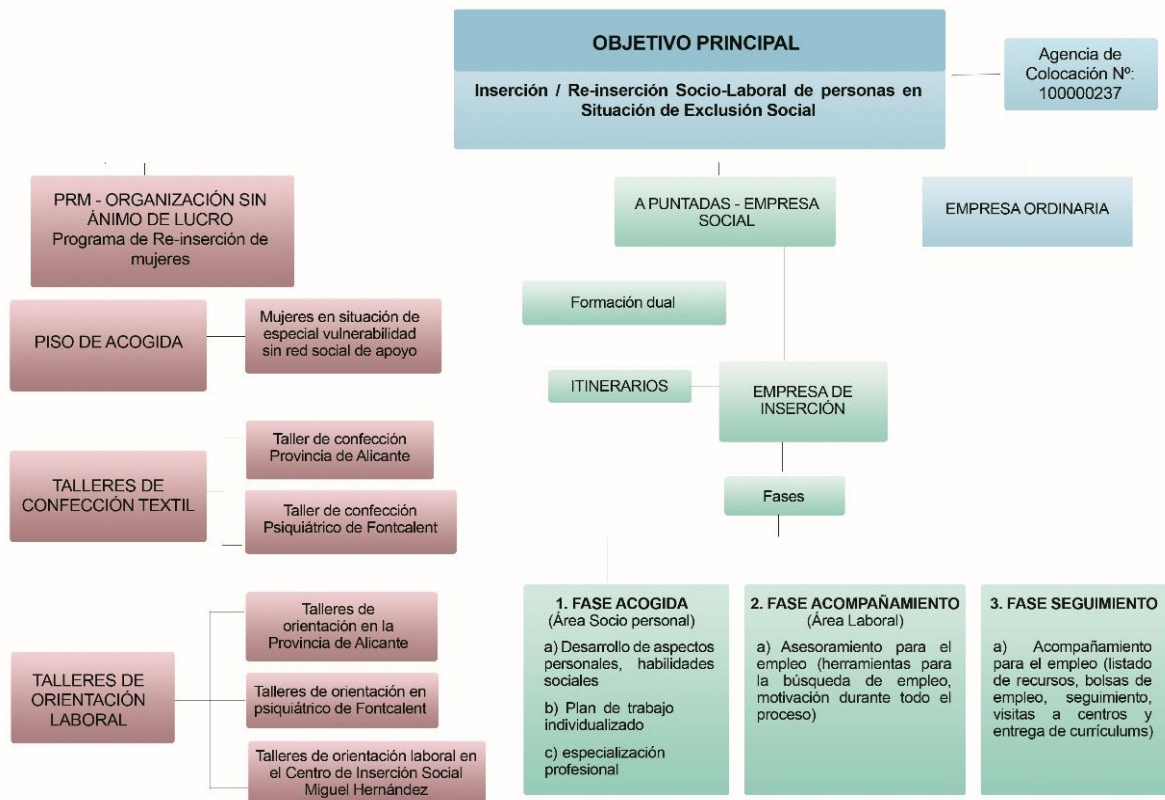 OBJETIVO PRINCIPAL
Inserción / Re-inserción Socio-Laboral de personas en
Situación de Exclusión Social
Agencia de
Colocación Nº:
100000237
PRM - ORGANIZACIÓN SIN
ÁNIMO DE LUCRO
Programa de Re-inserción de
mujeres
A PUNTADAS - EMPRESA
SOCIAL
EMPRESA ORDINARIA
PISO DE ACOGIDA
Mujeres en situación de
especial vulnerabilidad
sin red social de apoyo
Formación dual
ITINERARIOS
EMPRESA DE
INSERCIÓN
Fases
TALLERES DE
CONFECCIÓN TEXTIL
Taller de confección
Provincia de Alicante
Taller de confección
Psiquiátrico de Fontcalent
TALLERES DE
ORIENTACIÓN
LABORAL
Talleres de
orientación en la
Provincia de Alicante
Talleres de orientación en
psiquiátrico de Fontcalent
Talleres de orientación laboral en
el Centro de Inserción Social
Miguel Hernández
1. FASE ACOGIDA
(Área Socio personal)
a) Desarrollo de aspectos
personales, habilidades
sociales
b) Plan de trabajo
individualizado
c) especialización
profesional
2. FASE ACOMPAÑAMIENTO
(Área Laboral)
a) Asesoramiento para el
empleo (herramientas para
la búsqueda de empleo,
motivación durante todo el
proceso)
3. FASE SEGUIMIENTO
a) Acompañamiento
para el empleo (listado
de recursos, bolsas de
empleo, seguimiento,
visitas a centros y
entrega de currículums)